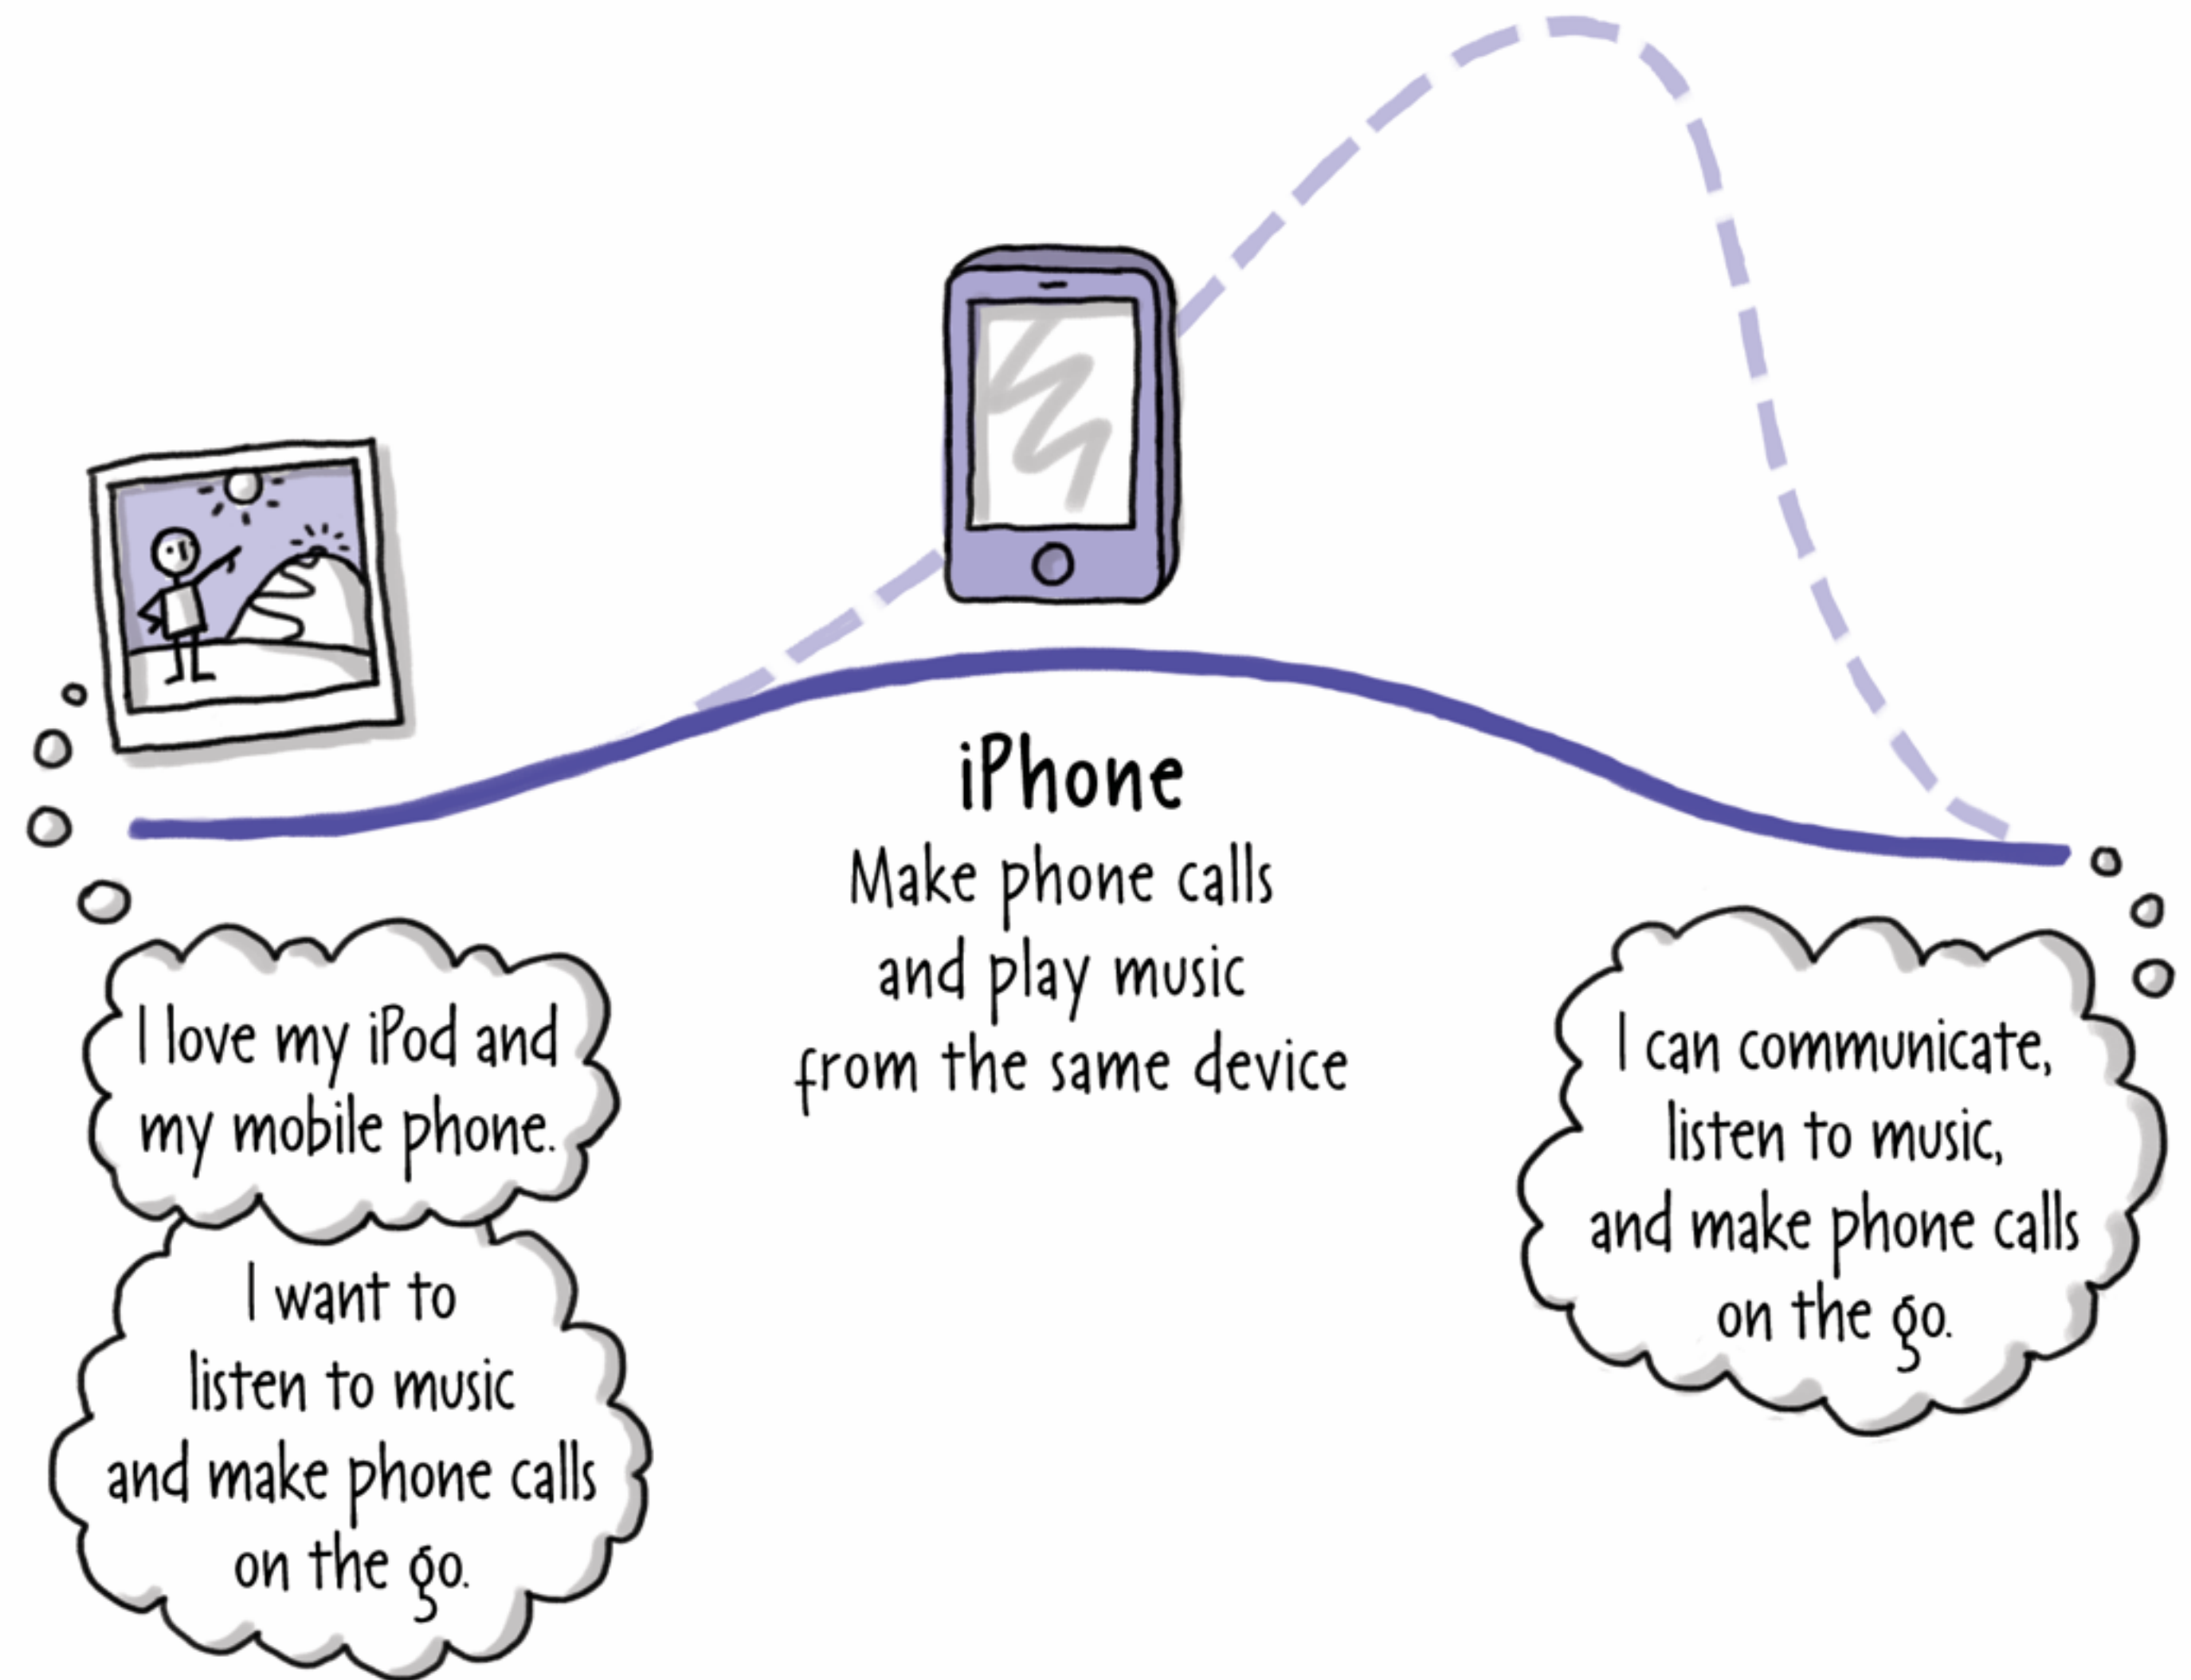 I love my iPod and
my mobile phone.
I want to
listen to music
and make phone calls
on the go.
iPhone
Make phone calls
and play music
from the same device
I can communicate,
listen to music,
and make phone calls
on the go.